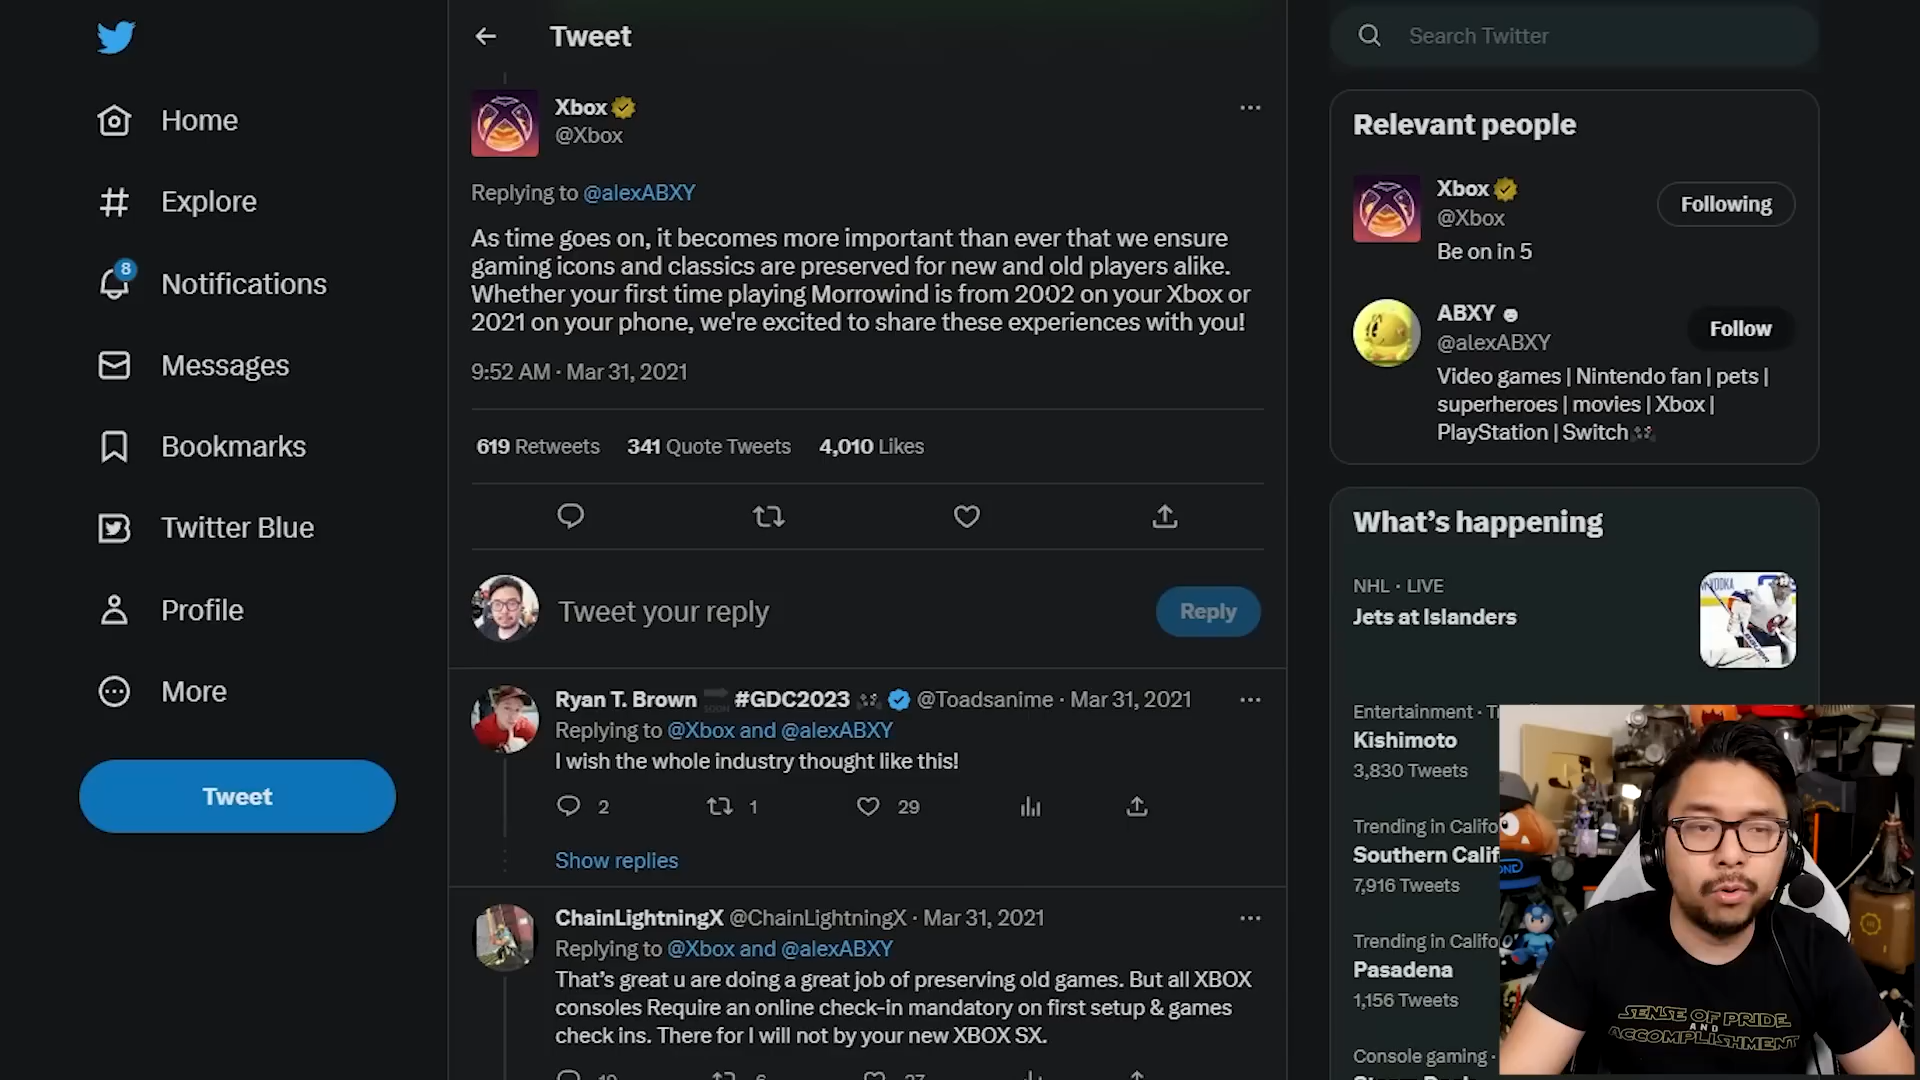 Home
Explore
8
Notifications
Messages
Bookmarks
Twitter Blue
Profile
More
Tweet
Tweet
Xbox
@Xbox
Replying to @alexABXY
As time goes on, it becomes more important than ever that we ensure
gaming icons and classics are preserved for new and old players alike.
Whether your first time playing Morrowind is from 2002 on your Xbox or
2021 on your phone, we're excited to share these experiences with you!
9:52 AM · Mar 31, 2021
619 Retweets 341 Quote Tweets 4,010 Likes
Tweet your reply
Reply
Ryan T. Brown #GDC2023 @Toadsanime · Mar 31, 2021
Replying to @Xbox and @alexABXY
I wish the whole industry thought like this!
2 1 29
Show replies
ChainLightningX @ChainLightningX · Mar 31, 2021
Replying to @Xbox and @alexABXY
That's great u are doing a great job of preserving old games. But all XBOX
consoles Require an online check-in mandatory on first setup & games
check ins. There for I will not by your new XBOX SX.
Search Twitter
Relevant people
Xbox
@Xbox
Following
Be on in 5
ABXY
@alexABXY
Follow
Video games | Nintendo fan | pets |
superheroes | movies | Xbox |
PlayStation | Switch
What's happening
NHL · LIVE
Jets at Islanders
Entertainment ·
Kishimoto
3,830 Tweets
Trending in Califo
Southern Calif
7,916 Tweets
Trending in Califo
Pasadena
1,156 Tweets
Console gaming ·
SENSE OF PRIDE
AND
ACCOMPLISHMENT